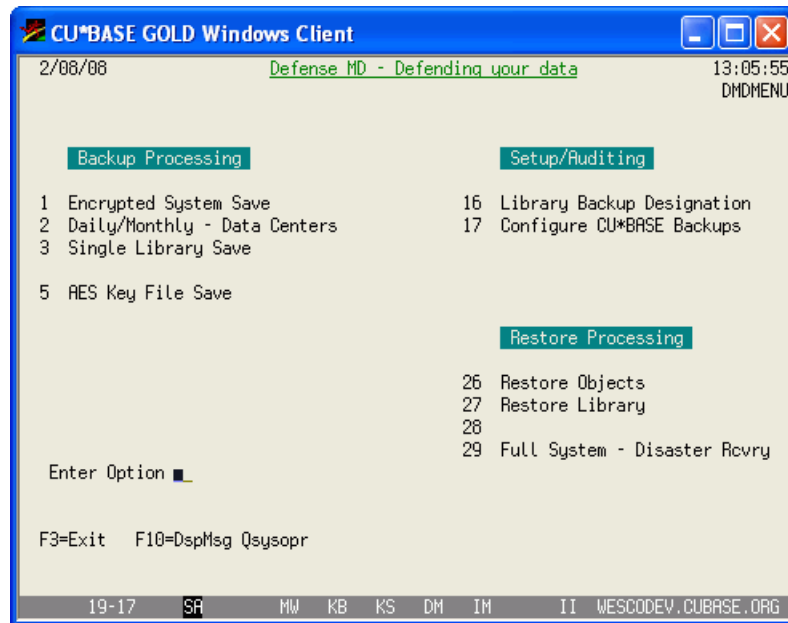 CU*BASE GOLD Windows Client
2/08/08 Defense MD - Defending your data 13:05:55
DMDMENU
Backup Processing Setup/Auditing
1 Encrypted System Save 16 Library Backup Designation
2 Daily/Monthly - Data Centers 17 Configure CU*BASE Backups
3 Single Library Save
5 AES Key File Save
Restore Processing
26 Restore Objects
27 Restore Library
28
29 Full System - Disaster Rcvry
Enter Option
F3=Exit F10=DspMsg Qsysopr
19-17 SA MW KB KS DM IM II WESCODEV.CUBASE.ORG